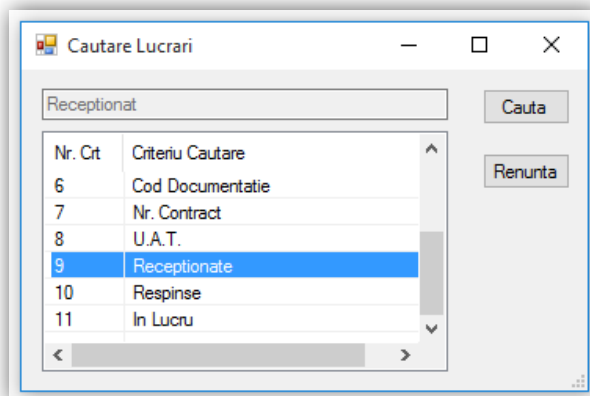 Cautare Lucrari
Receptionat
Cauta
Renunta
Nr. Crt Criteriu Cautare
6 Cod Documentatie
7 Nr. Contract
8 U.A.T.
9 Receptionate
10 Respinse
11 In Lucru